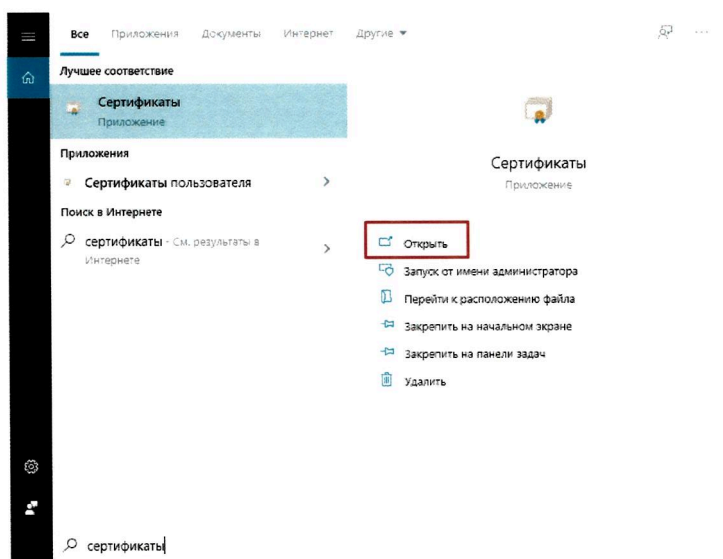 Все Приложения Документы Интернет Другие
Лучшее соответствие
Сертификаты
Приложение
Приложения
Сертификаты пользователя
Поиск в Интернете
сертификаты - См. результаты в
Интернете
Сертификаты
Приложение
Открыть
Запуск от имени администратора
Перейти к расположению файла
Закрепить на начальном экране
Закрепить на панели задач
Удалить
сертификаты